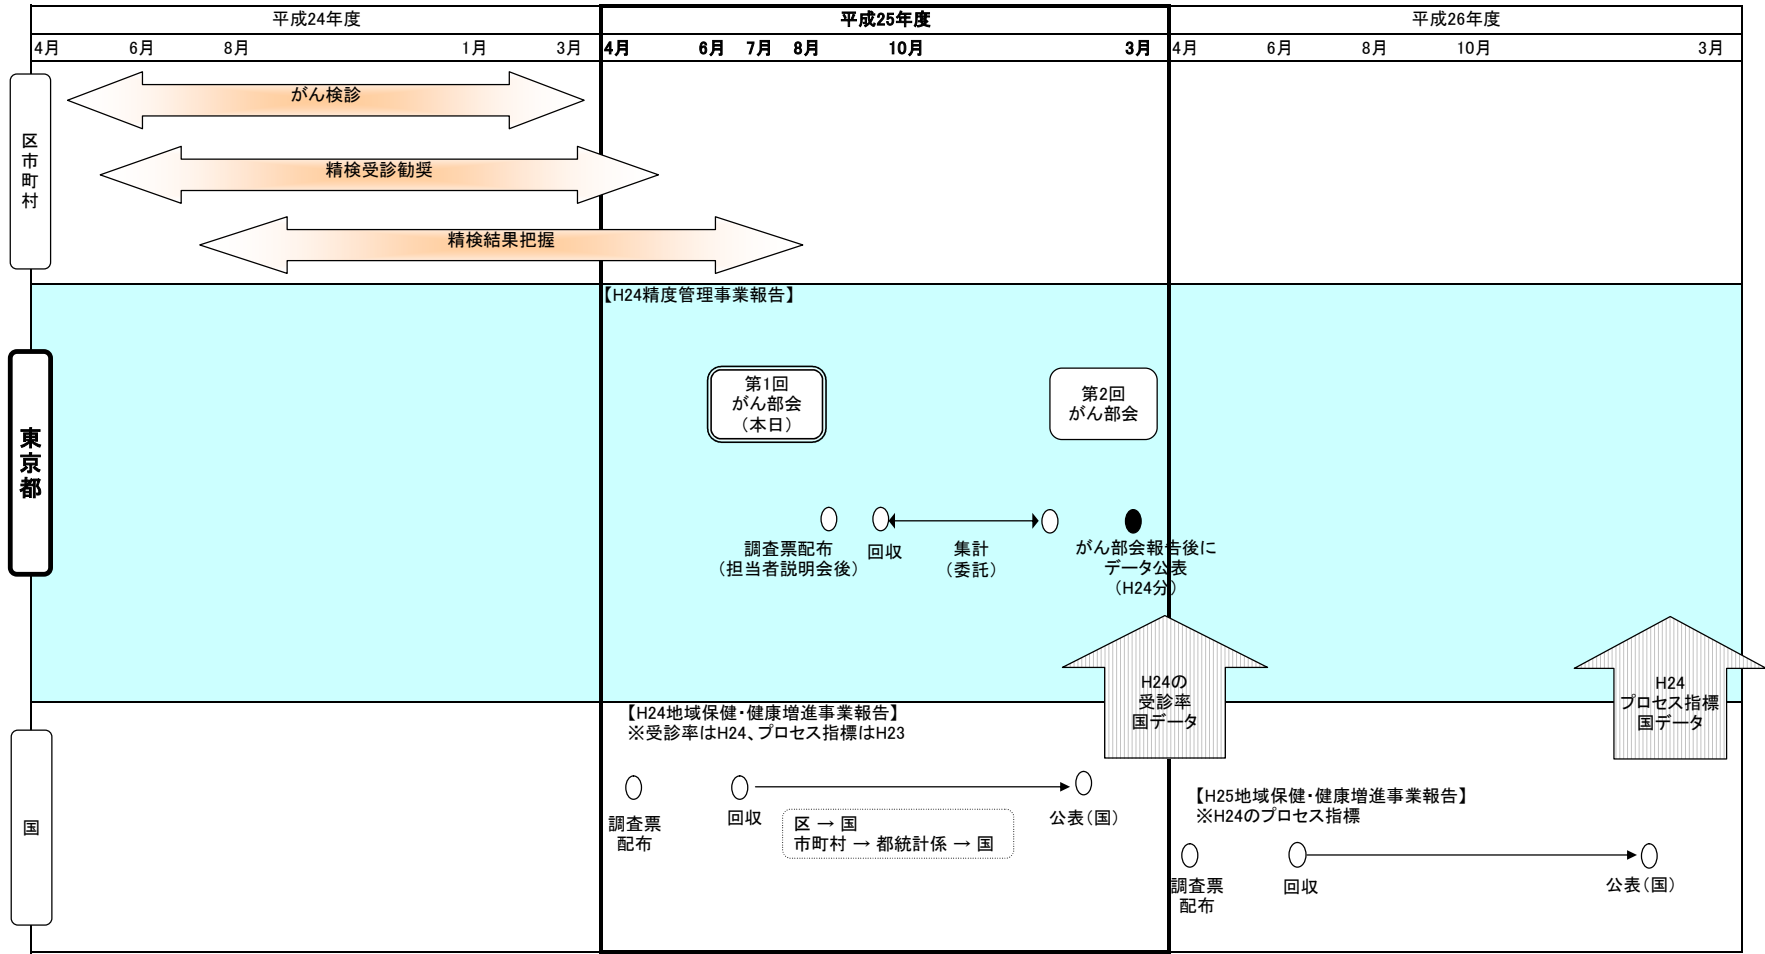 平成24年度
平成25年度
平成26年度
4月 6月 8月 1月 3月 4月 6月 7月 8月 10月 3月 4月 6月 8月 10月 3月
区市町村
がん検診
精検受診勧奨
精検結果把握
東京都
【H24精度管理事業報告】
第1回
がん部会
（本日）
第2回
がん部会
調査票配布
（担当者説明会後）
回収
集計
（委託）
がん部会報告後に
データ公表
（H24分）
H24の
受診率
国データ
H24
プロセス指標
国データ
国
【H24地域保健・健康増進事業報告】
※受診率はH24、プロセス指標はH23
調査票
配布
回収
区 → 国
市町村 → 都統計係 → 国
公表（国）
【H25地域保健・健康増進事業報告】
※H24のプロセス指標
調査票
配布
回収
公表（国）